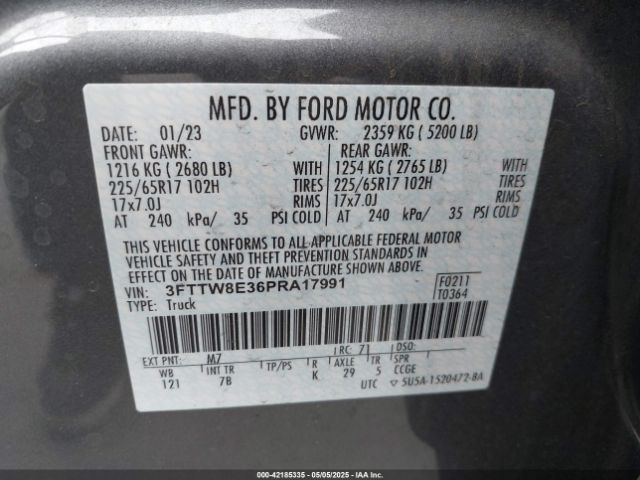 MFD. BY FORD MOTOR CO.
DATE: 01/23 GVWR: 2359 KG ( 5200 LB)
FRONT GAWR: REAR GAWR:
1216 KG ( 2680 LB) WITH 1254 KG ( 2765 LB) WITH
225/65R17 102H TIRES 225/65R17 102H TIRES
17x7.0J RIMS 17x7.0J RIMS
AT 240 kPa/ 35 PSI COLD AT 240 kPa/ 35 PSI COLD
THIS VEHICLE CONFORMS TO ALL APPLICABLE FEDERAL MOTOR
VEHICLE SAFETY AND THEFT PREVENTION STANDARDS IN
EFFECT ON THE DATE OF MANUFACTURE SHOWN ABOVE.
VIN: 3FTTW8E36PRA17991 F0211
TYPE: Truck T0364
EXT PNT: M7 RC: 71 DSO:
WB INT TR TP/PS R AXLE TR SPR
121 7B K 29 5 CCGE
UTC 5U5A-1520472-BA
000-42185335 - 05/05/2025 - IAAI.com